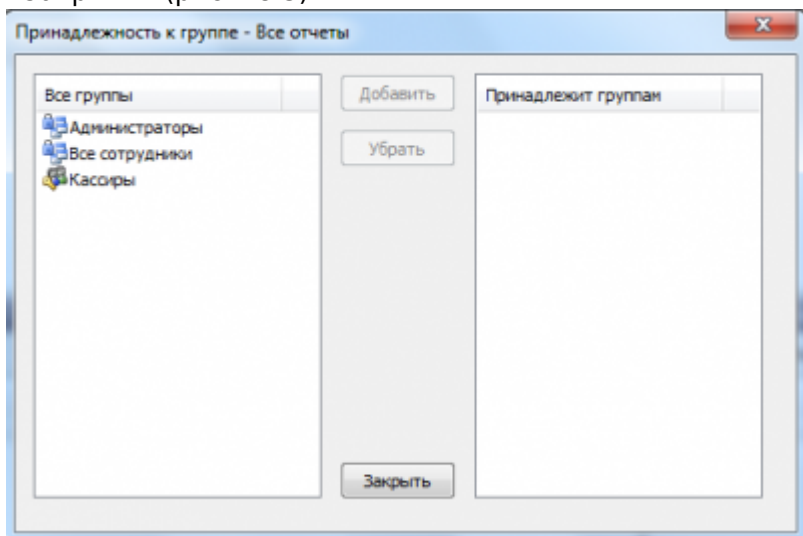 Принадлежность к группе - Все отчеты
Все группы
Добавить
Принадлежит группам
Администраторы
Убрать
Все сотрудники
Кассиры
Закрыть